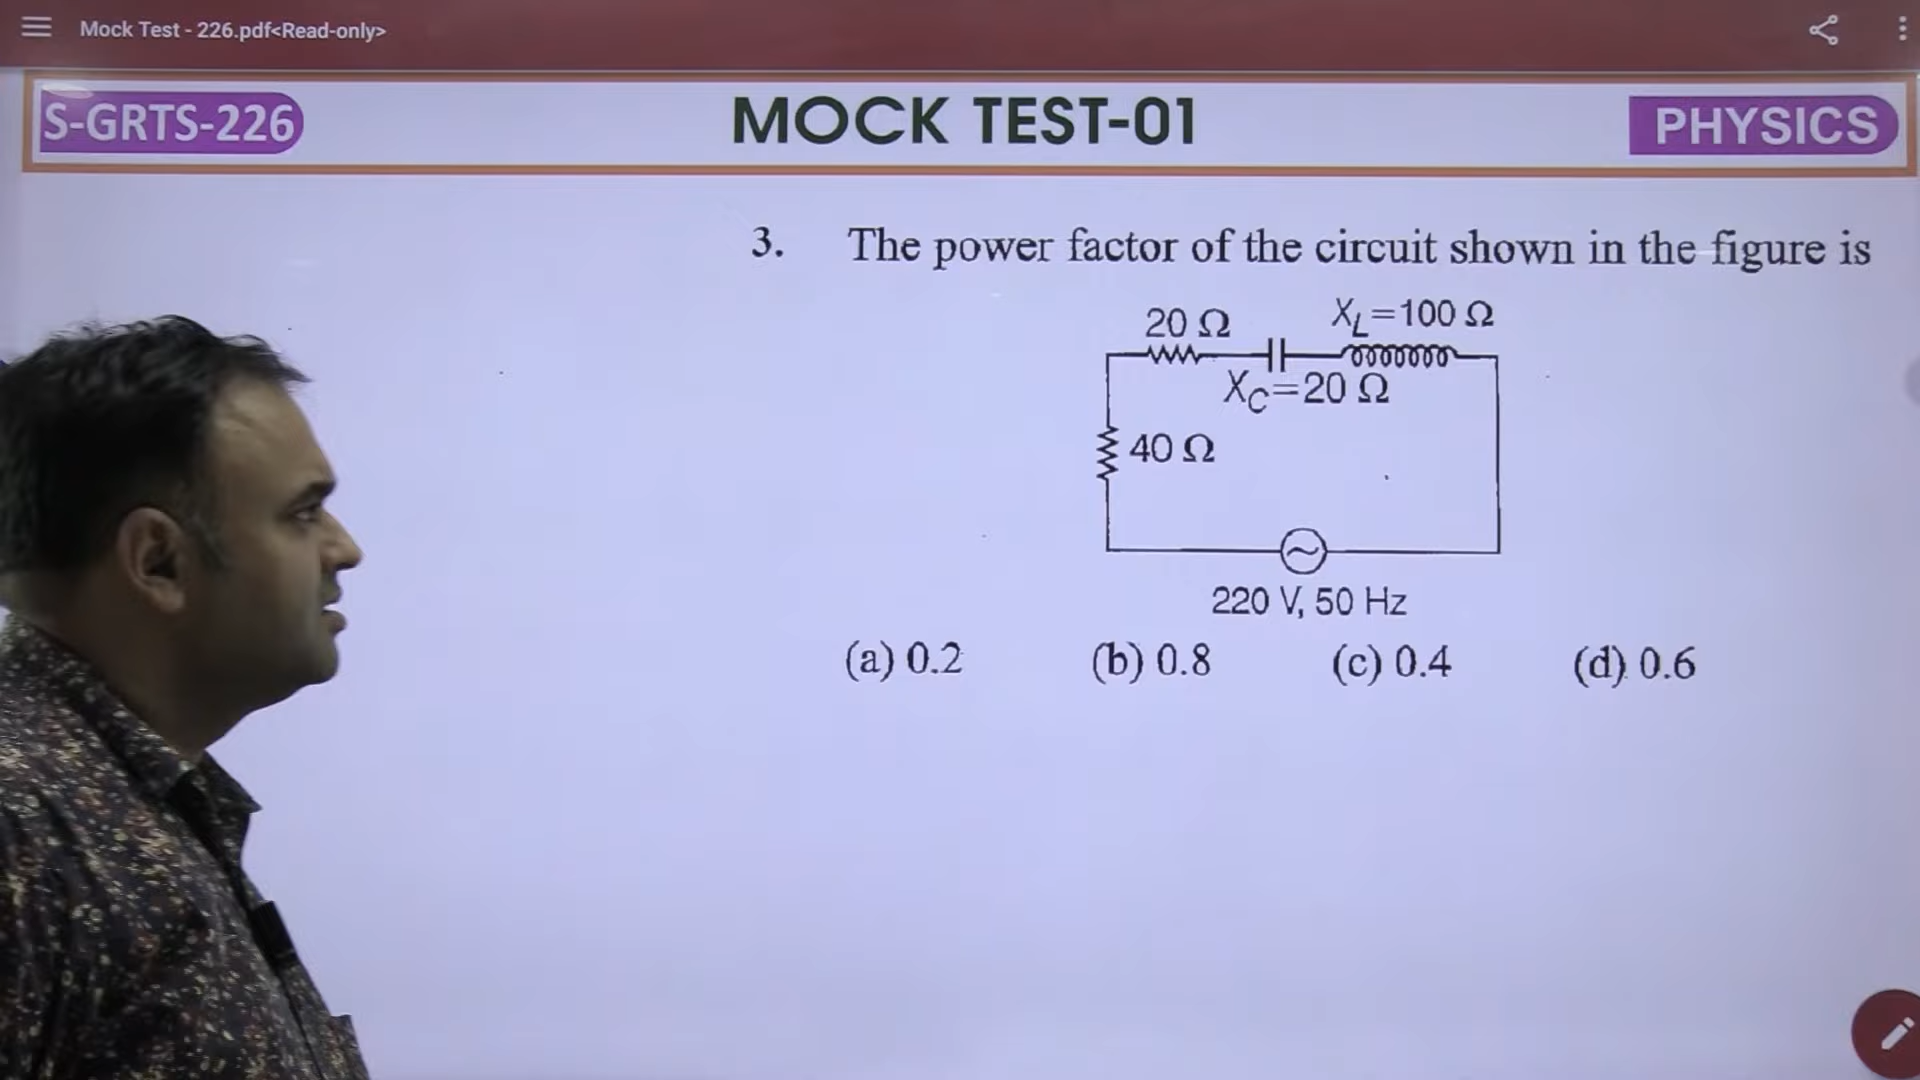 Mock Test - 226.pdf<Read-only>
S-GRTS-226
MOCK TEST-01
PHYSICS
3. The power factor of the circuit shown in the figure is
20 Ω
X_L=100 Ω
X_C=20 Ω
40 Ω
220 V, 50 Hz
(a) 0.2 (b) 0.8 (c) 0.4 (d) 0.6